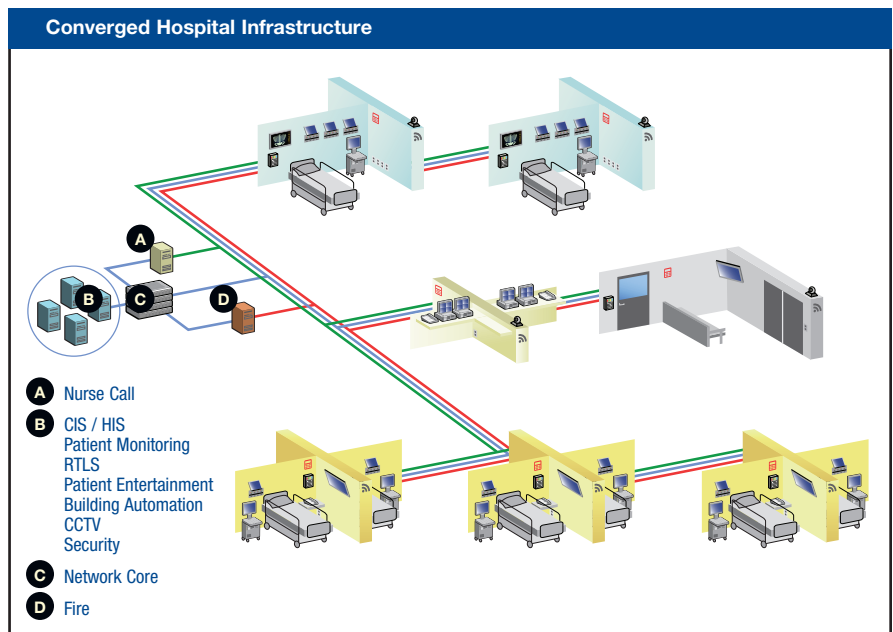 Converged Hospital Infrastructure
A
B
C
D
A Nurse Call
B CIS / HIS
Patient Monitoring
RTLS
Patient Entertainment
Building Automation
CCTV
Security
C Network Core
D Fire